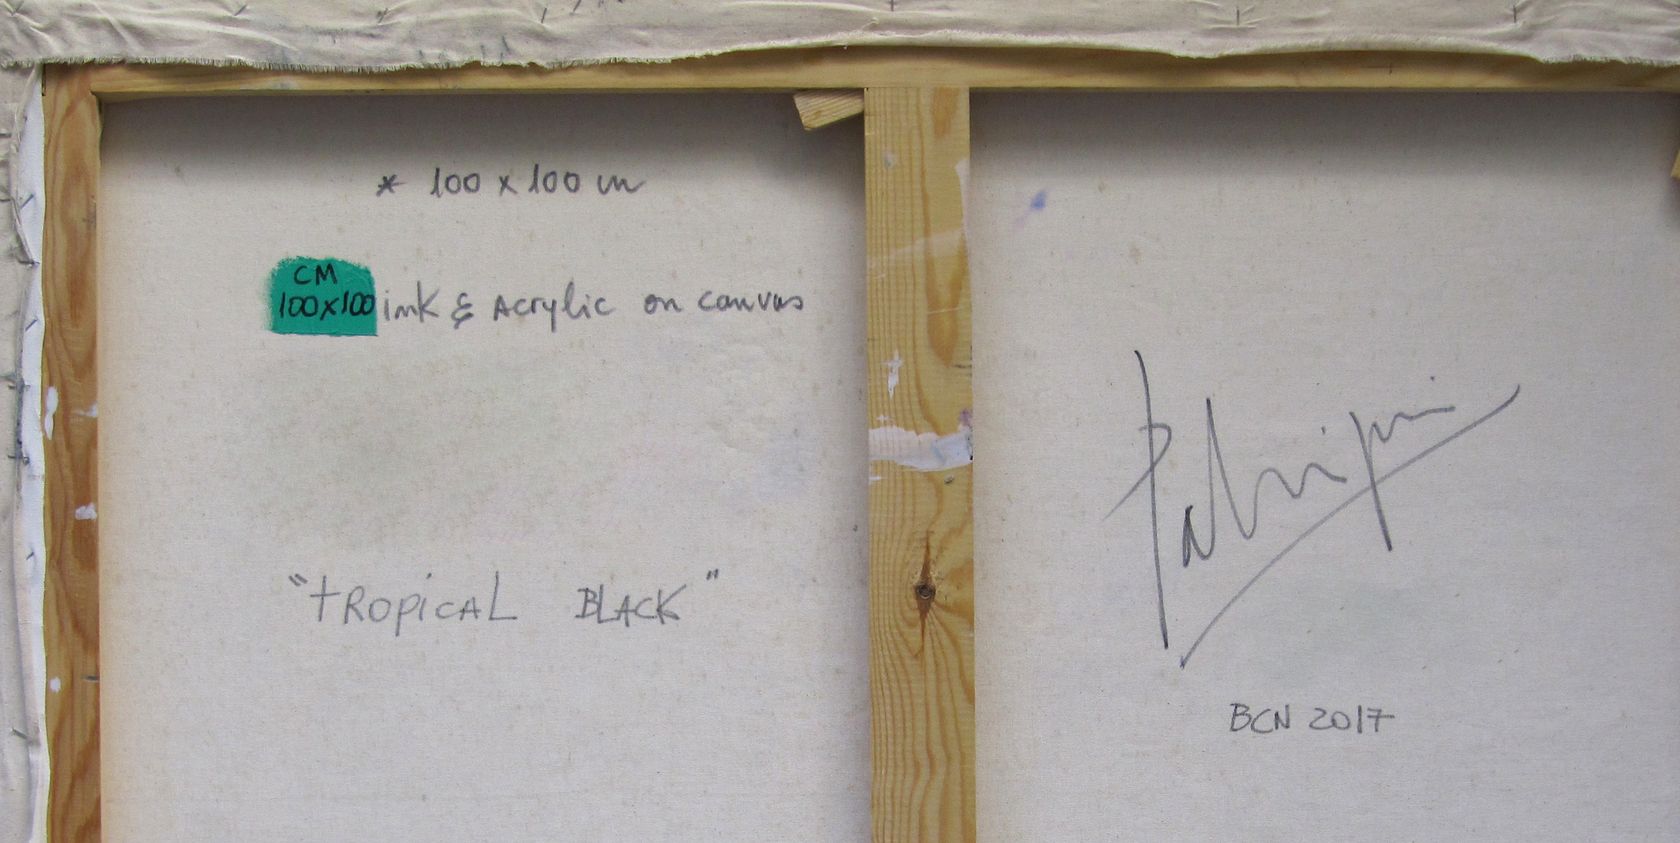 * 100 x 100 cm
CM
100x100 ink & Acrylic on canvas
"TROPICAL BLACK"
BCN 2017